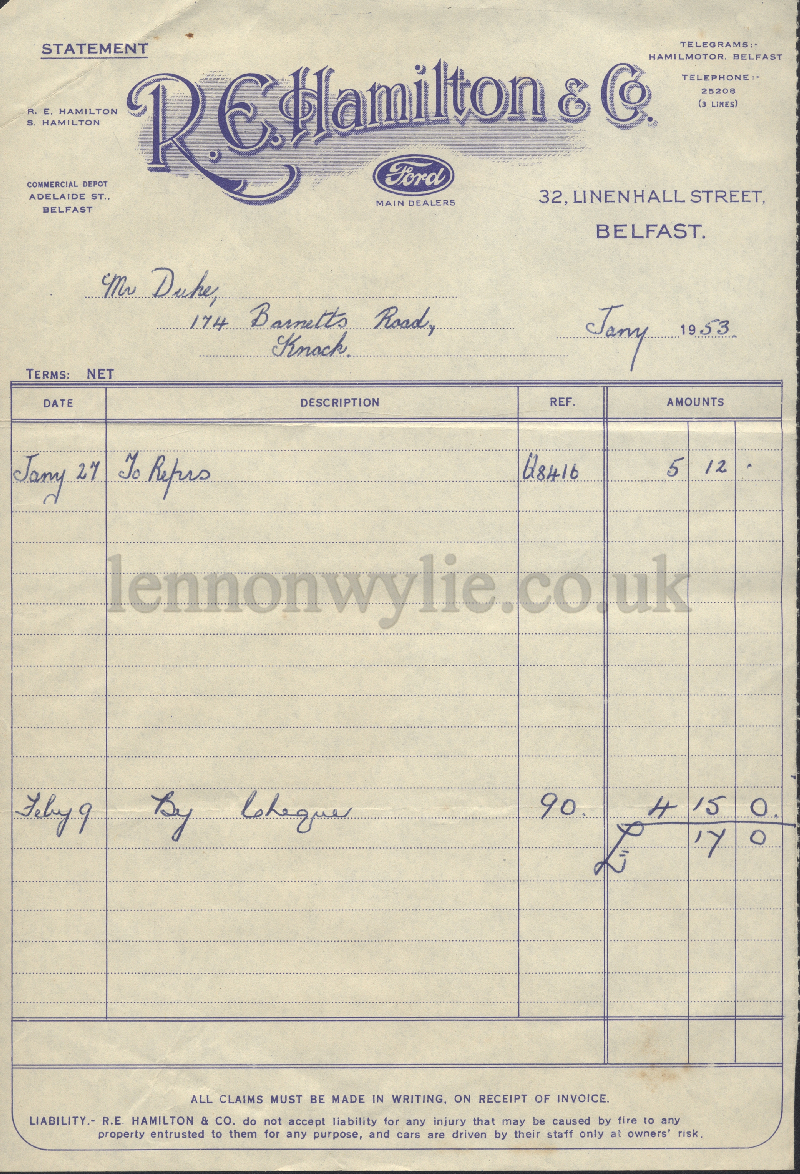 STATEMENT
TELEGRAMS:-
HAMILMOTOR, BELFAST
TELEPHONE:-
25208
(3 LINES)
R. E. Hamilton & Co.
R. E. HAMILTON
S. HAMILTON
Ford
MAIN DEALERS
COMMERCIAL DEPOT
ADELAIDE ST.,
BELFAST
32, LINENHALL STREET,
BELFAST.
Mr Duke,
174 Barnetts Road,
Knock.
Jany 1953
TERMS: NET
DATE DESCRIPTION REF. AMOUNTS
Jany 27 To Reprs U8416 5 12 .
lennonwylie.co.uk
Feby 9 By Cheque 90. 4 15 0.
£ 17 0
ALL CLAIMS MUST BE MADE IN WRITING, ON RECEIPT OF INVOICE.
LIABILITY.- R.E. HAMILTON & CO. do not accept liability for any injury that may be caused by fire to any
property entrusted to them for any purpose, and cars are driven by their staff only at owners' risk.